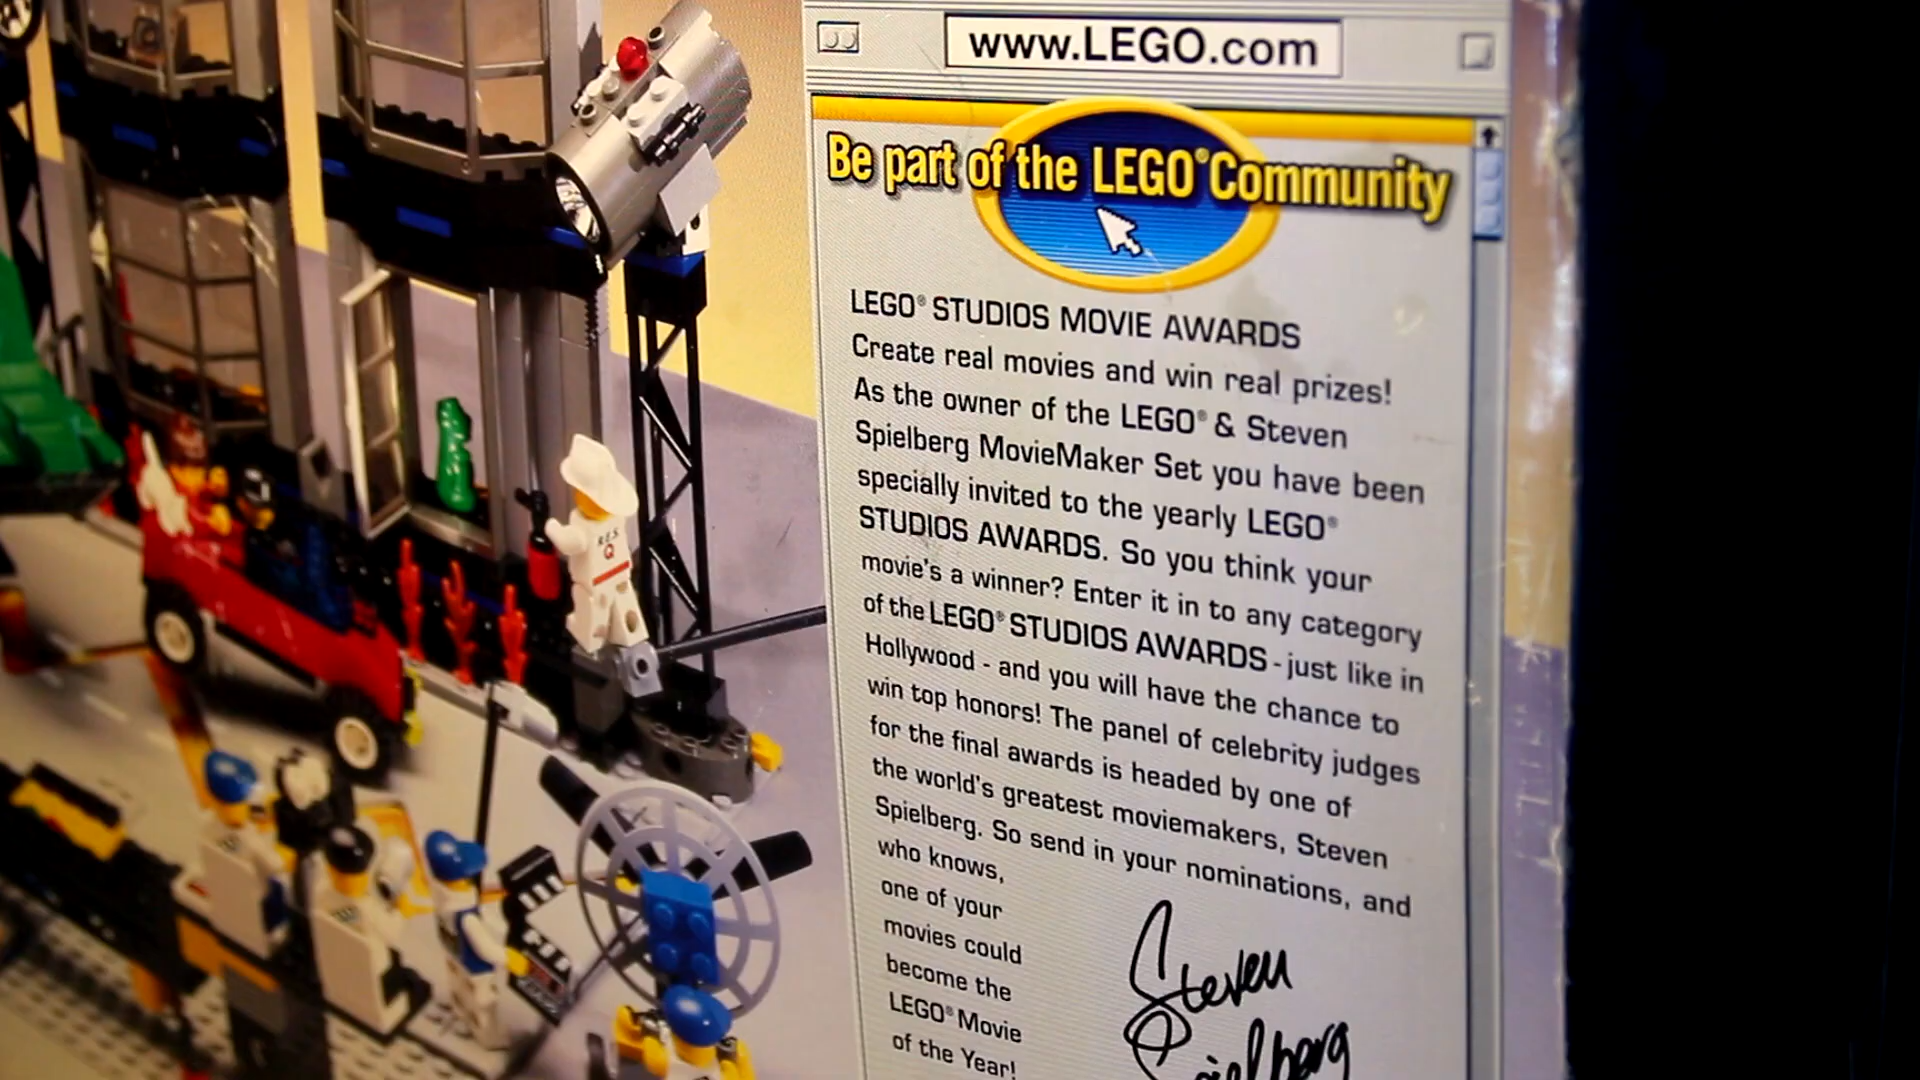 www.LEGO.com
Be part of the LEGO® Community
LEGO® STUDIOS MOVIE AWARDS
Create real movies and win real prizes!
As the owner of the LEGO® & Steven
Spielberg MovieMaker Set you have been
specially invited to the yearly LEGO®
STUDIOS AWARDS. So you think your
movie's a winner? Enter it in to any category
of the LEGO® STUDIOS AWARDS - just like in
Hollywood - and you will have the chance to
win top honors! The panel of celebrity judges
for the final awards is headed by one of
the world's greatest moviemakers, Steven
Spielberg. So send in your nominations, and
who knows,
one of your
movies could
become the
LEGO® Movie
of the Year!
Steven
Spielberg
RES
Q